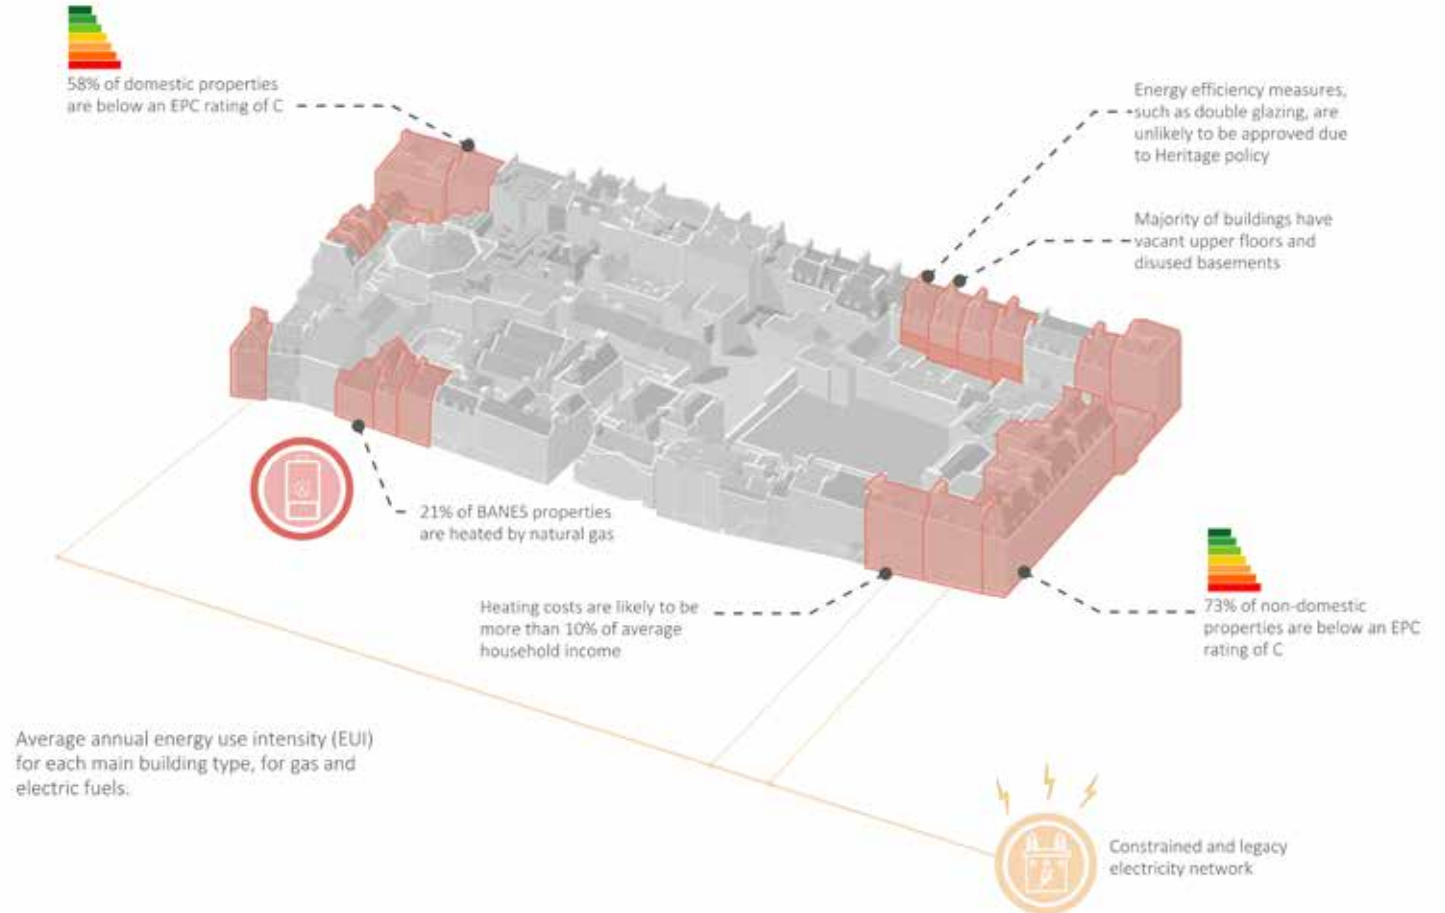 58% of domestic properties
are below an EPC rating of C
Energy efficiency measures,
such as double glazing, are
unlikely to be approved due
to Heritage policy
Majority of buildings have
vacant upper floors and
disused basements
21% of BANES properties
are heated by natural gas
Heating costs are likely to be
more than 10% of average
household income
73% of non-domestic
properties are below an EPC
rating of C
Average annual energy use intensity (EUI)
for each main building type, for gas and
electric fuels.
Constrained and legacy
electricity network